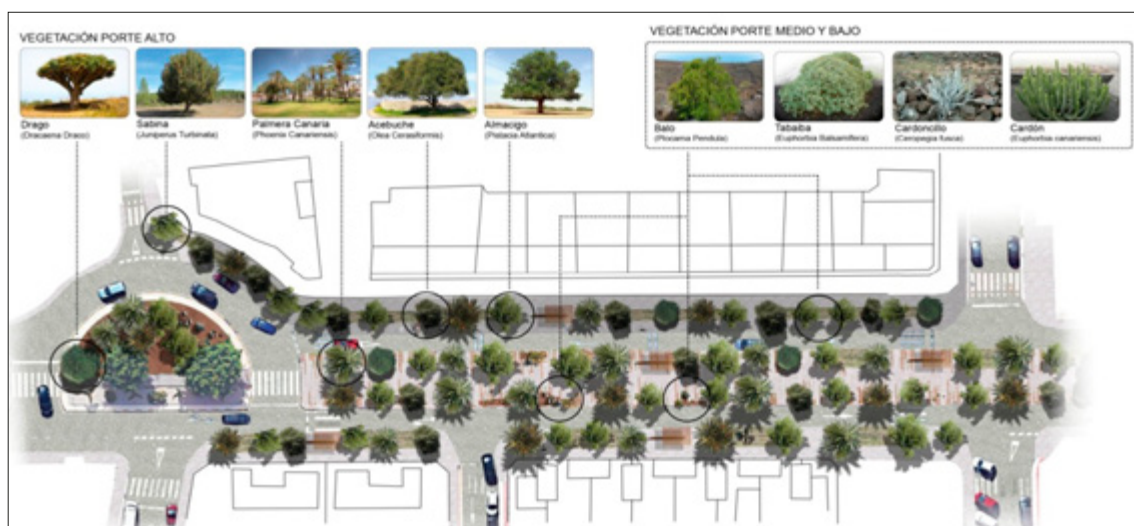 VEGETACIÓN PORTE ALTO
Drago
(Dracaena Draco)
Sabina
(Juniperus Turbinata)
Palmera Canaria
(Phoenix Canariensis)
Acebuche
(Olea Cerasiformis)
Almacigo
(Pistacia Atlantica)
VEGETACIÓN PORTE MEDIO Y BAJO
Balo
(Plocama Pendula)
Tabaiba
(Euphorbia Balsamifera)
Cardoncillo
(Ceropegia fusca)
Cardón
(Euphorbia canariensis)